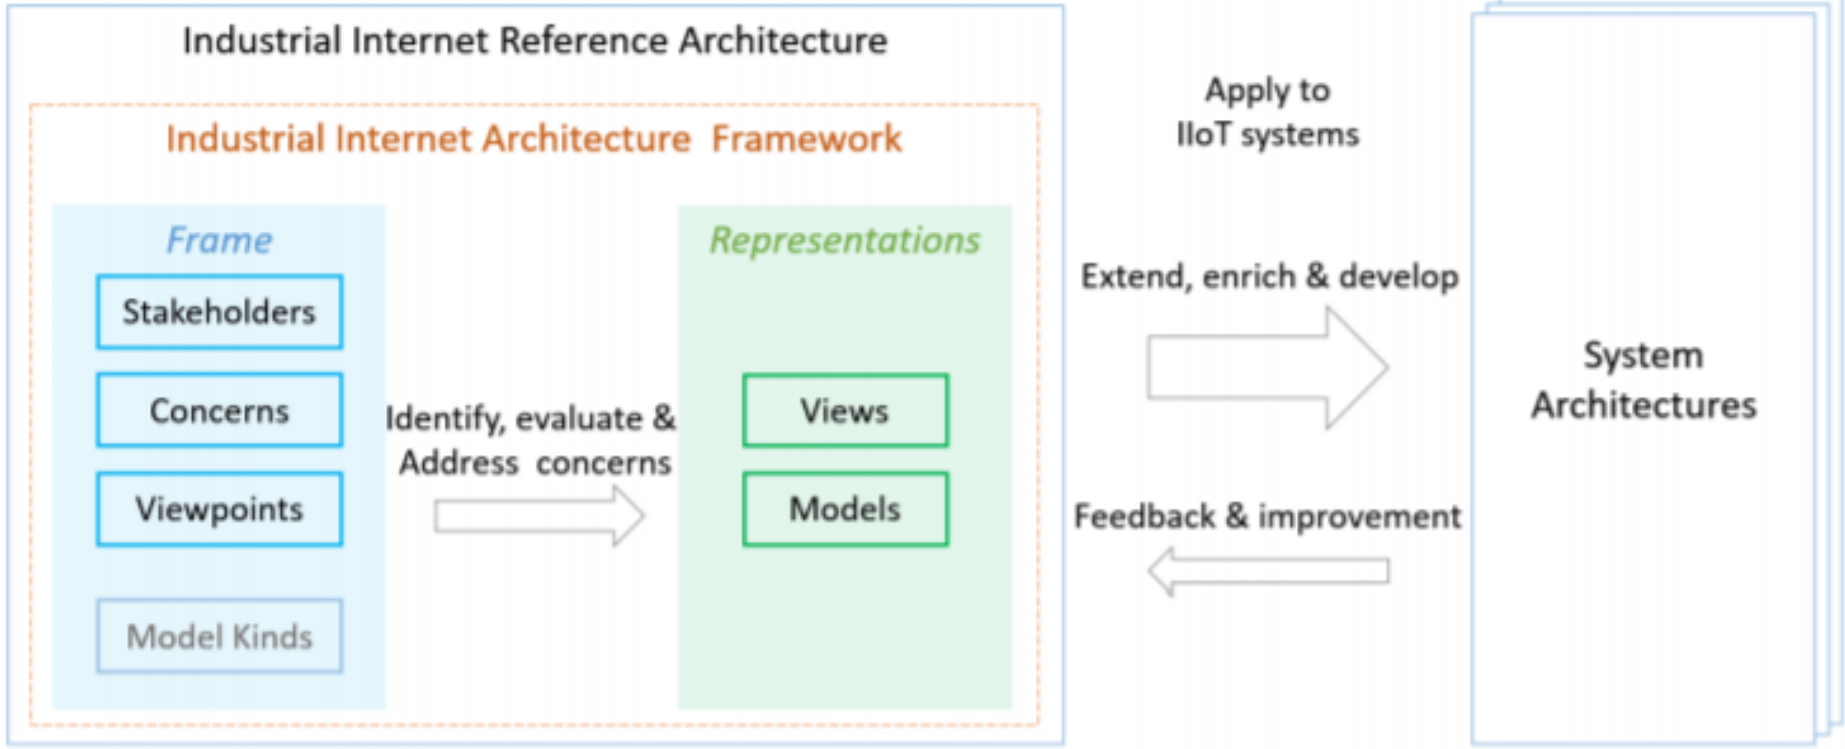 Industrial Internet Reference Architecture
Industrial Internet Architecture Framework
Frame
Stakeholders
Concerns
Viewpoints
Model Kinds
Identify, evaluate &
Address concerns
Representations
Views
Models
Apply to
IIoT systems
Extend, enrich & develop
Feedback & improvement
System
Architectures